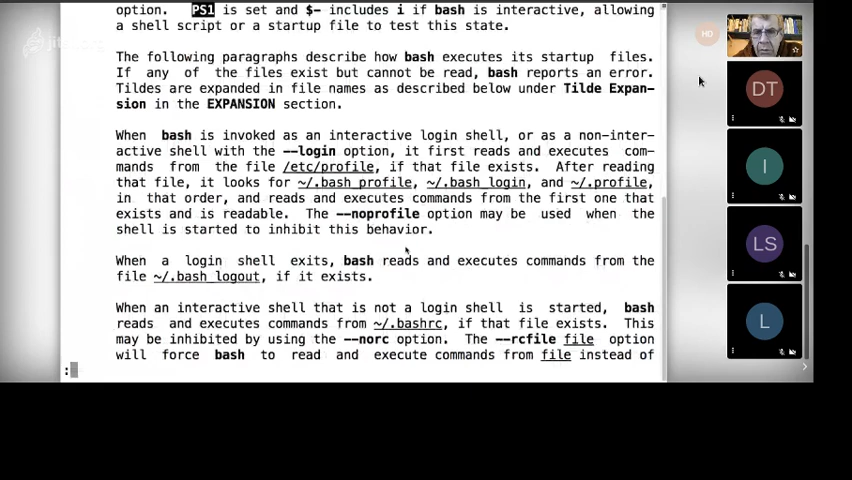 option. PS1 is set and $- includes i if bash is interactive, allowing
a shell script or a startup file to test this state.
The following paragraphs describe how bash executes its startup files.
If any of the files exist but cannot be read, bash reports an error.
Tildes are expanded in file names as described below under Tilde Expan-
sion in the EXPANSION section.
When bash is invoked as an interactive login shell, or as a non-inter-
active shell with the --login option, it first reads and executes com-
mands from the file /etc/profile, if that file exists. After reading
that file, it looks for ~/.bash_profile, ~/.bash_login, and ~/.profile,
in that order, and reads and executes commands from the first one that
exists and is readable. The --noprofile option may be used when the
shell is started to inhibit this behavior.
When a login shell exits, bash reads and executes commands from the
file ~/.bash_logout, if it exists.
When an interactive shell that is not a login shell is started, bash
reads and executes commands from ~/.bashrc, if that file exists. This
may be inhibited by using the --norc option. The --rcfile file option
will force bash to read and execute commands from file instead of
:
jitsi.org
HD
DT
I
LS
L